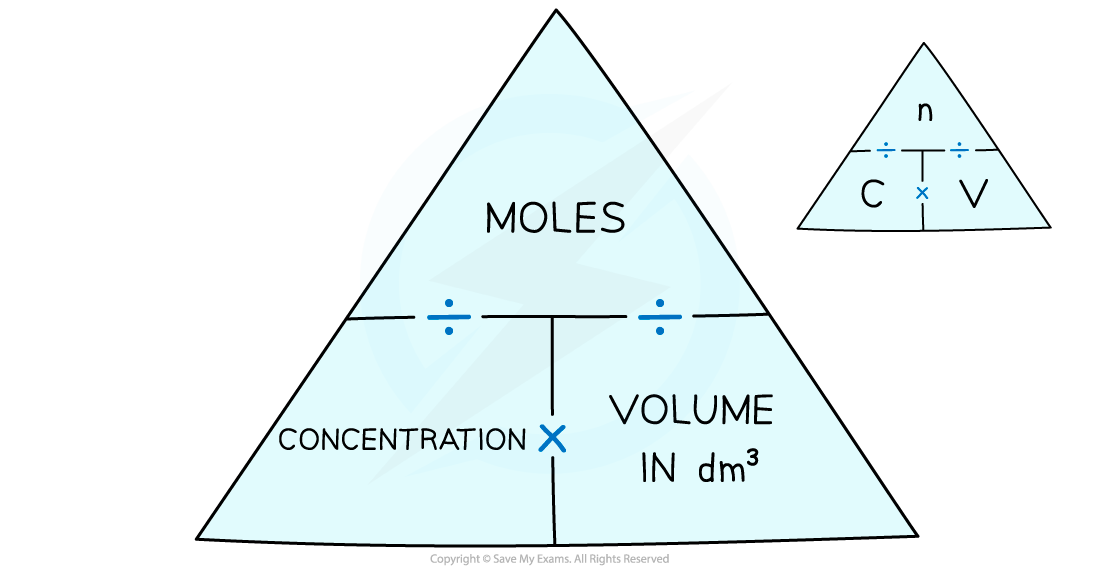 MOLES
÷ ÷
CONCENTRATION × VOLUME
IN dm³
n
÷ ÷
C × V
Copyright © Save My Exams. All Rights Reserved